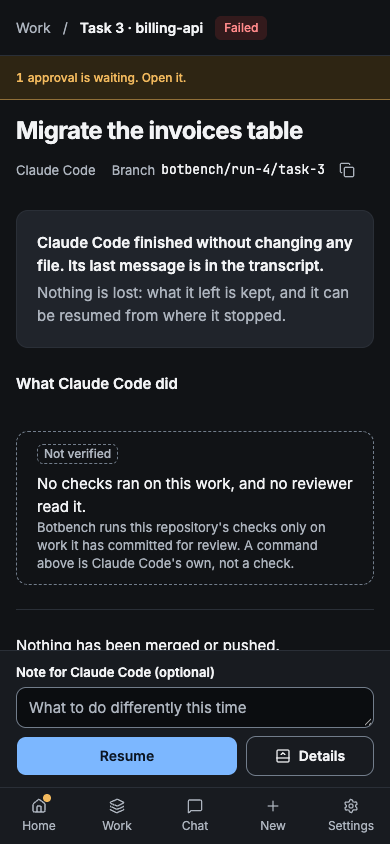 Work / Task 3 · billing-api Failed
1 approval is waiting. Open it.
Migrate the invoices table
Claude Code Branch botbench/run-4/task-3
Claude Code finished without changing any
file. Its last message is in the transcript.
Nothing is lost: what it left is kept, and it can
be resumed from where it stopped.
What Claude Code did
Not verified
No checks ran on this work, and no reviewer
read it.
Botbench runs this repository's checks only on
work it has committed for review. A command
above is Claude Code's own, not a check.
Nothing has been merged or pushed.
Note for Claude Code (optional)
What to do differently this time
Resume Details
Home Work Chat New Settings